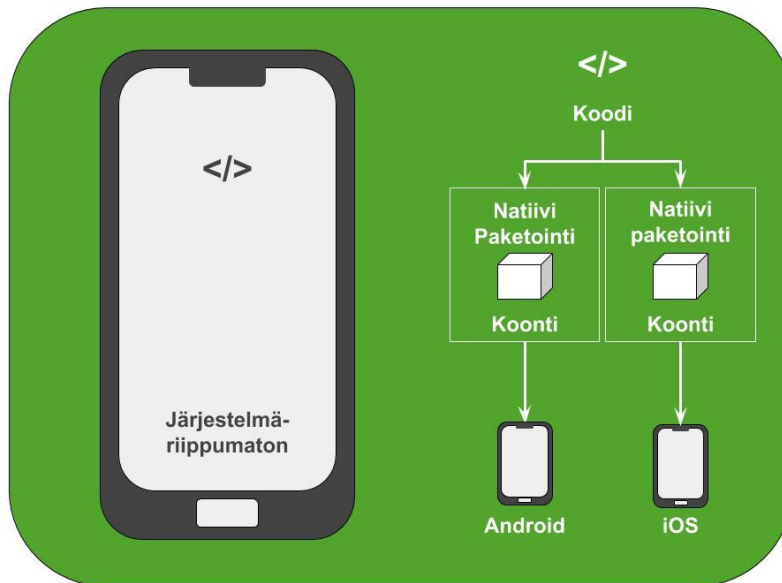 </>
Järjestelmä-
riippumaton
</>
Koodi
Natiivi
Paketointi
Koonti
Natiivi
paketointi
Koonti
Android
iOS